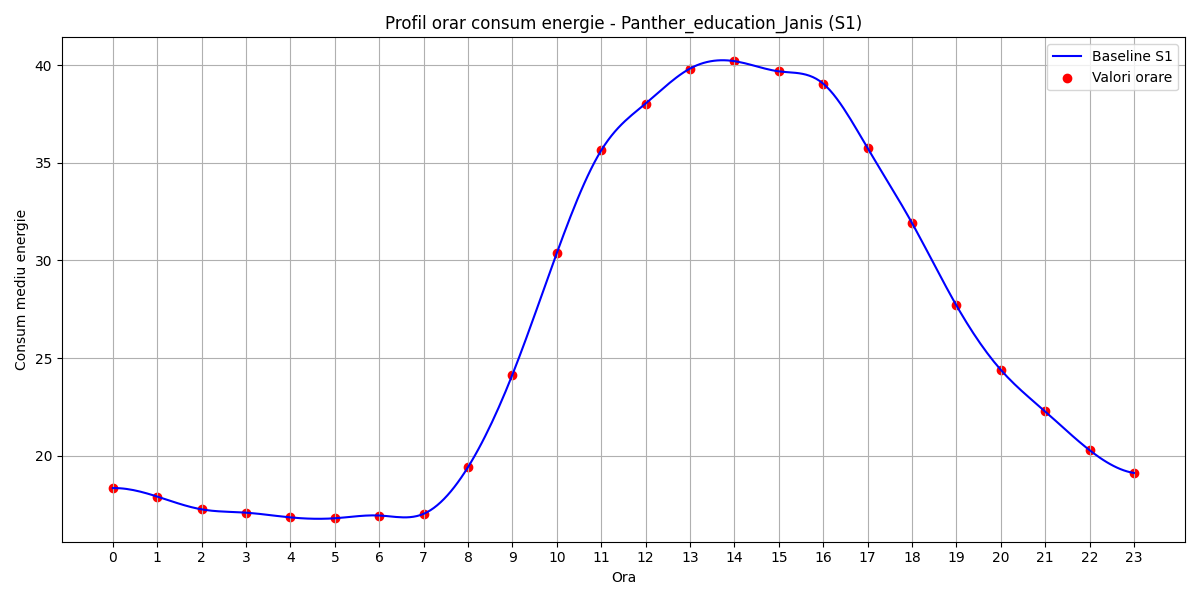 Profil orar consum energie - Panther_education_Janis (S1)
Baseline S1
Valori orare
Consum mediu energie
40
35
30
25
20
0 1 2 3 4 5 6 7 8 9 10 11 12 13 14 15 16 17 18 19 20 21 22 23
Ora